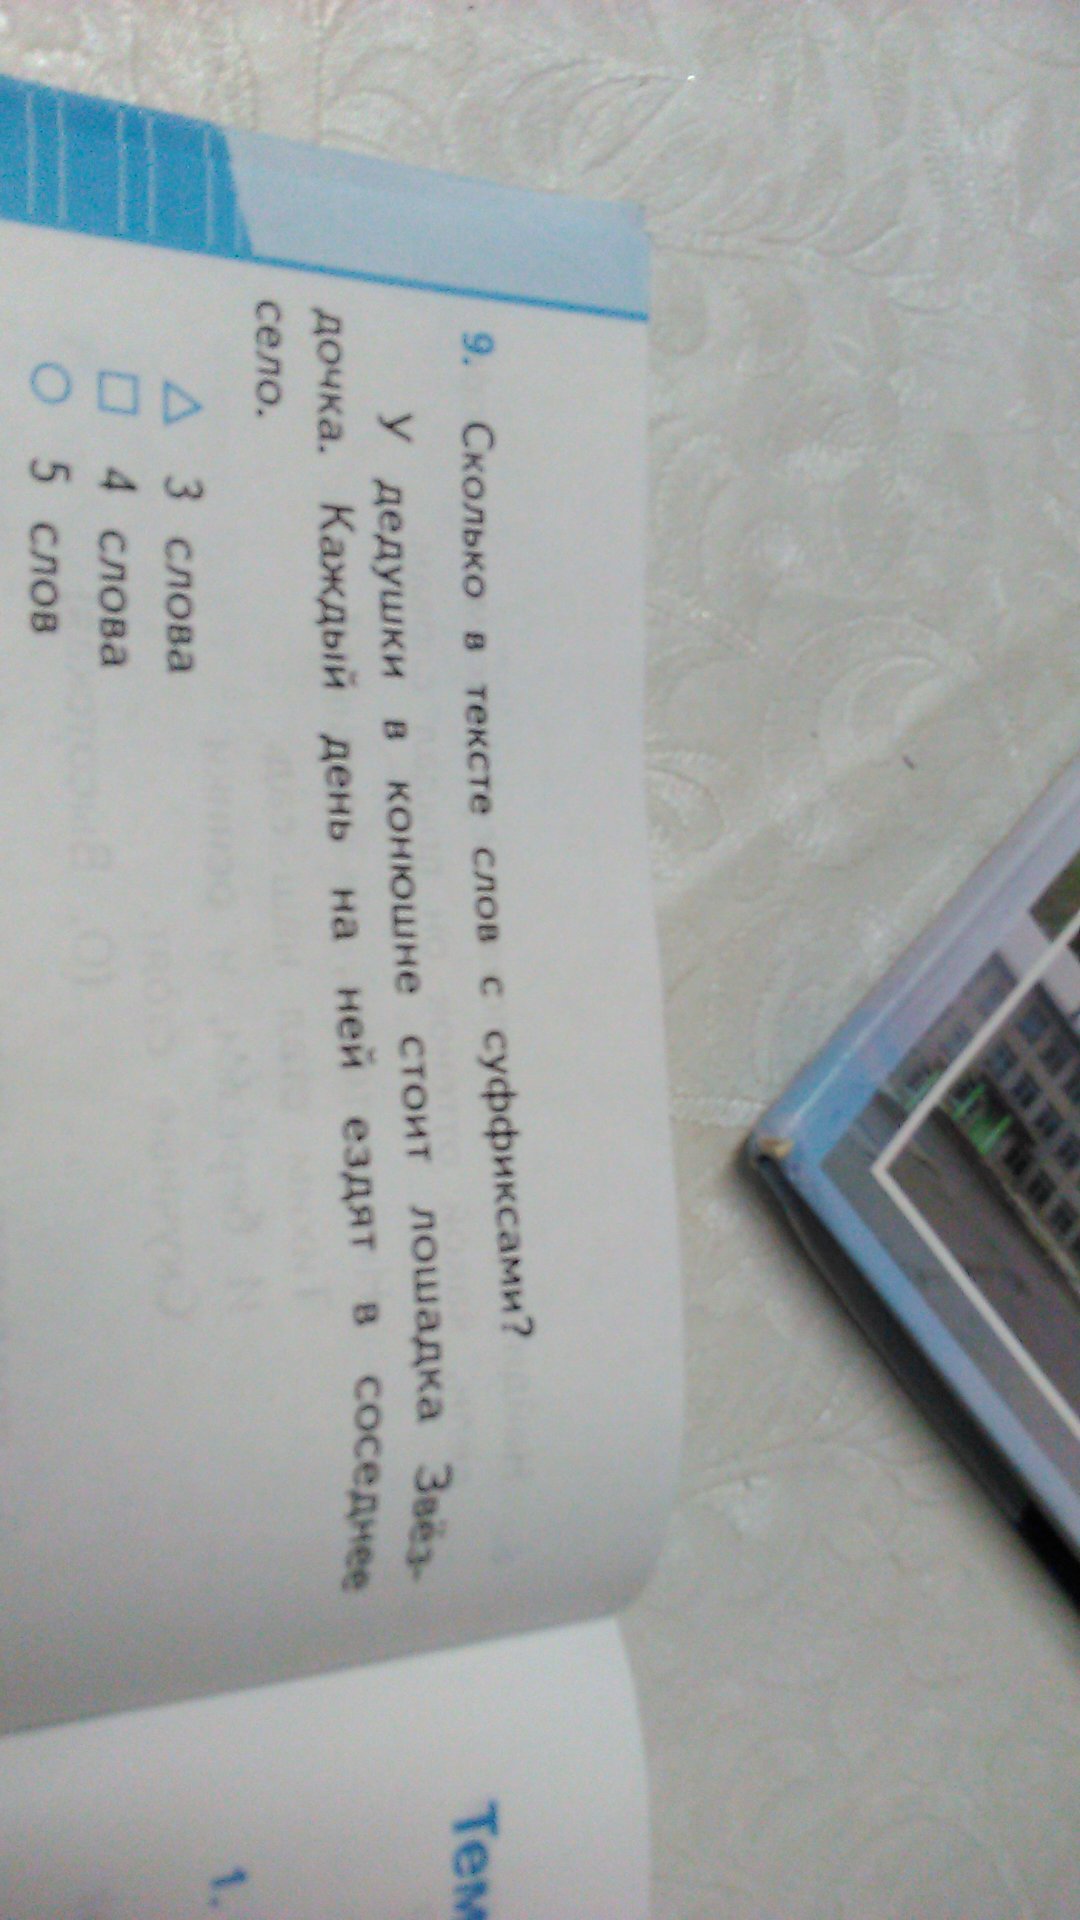 9. Сколько в тексте слов с суффиксами?
У дедушки в конюшне стоит лошадка Звёз-
дочка. Каждый день на ней ездят в соседнее
село.
3 слова
4 слова
5 слов
Тем
1.